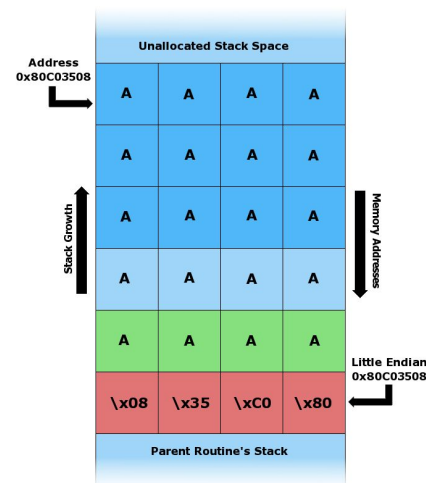 Unallocated Stack Space
Address
0x80C03508
A A A A
A A A A
A A A A
Stack Growth
Memory Addresses
A A A A
A A A A
Little Endian
0x80C03508
\x08 \x35 \xC0 \x80
Parent Routine's Stack